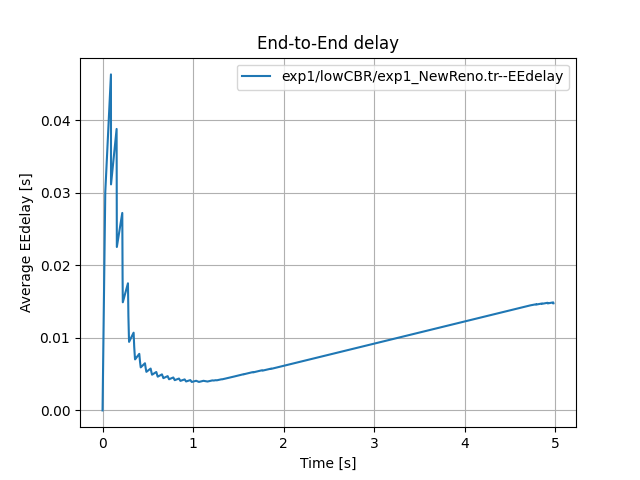 End-to-End delay
exp1/lowCBR/exp1_NewReno.tr--EEdelay
Average EEdelay [s]
0.04
0.03
0.02
0.01
0.00
0 1 2 3 4 5
Time [s]